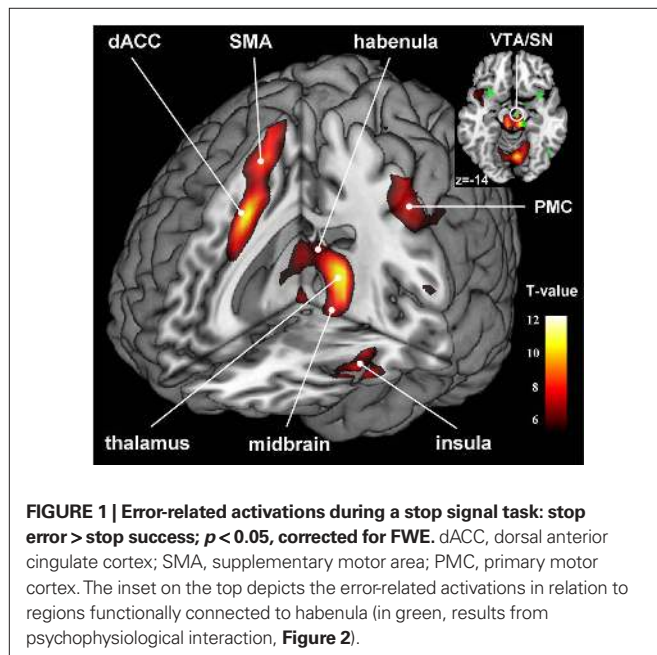 dACC SMA habenula VTA/SN
z=-14
PMC
T-value
12
10
8
6
thalamus midbrain insula
FIGURE 1 | Error-related activations during a stop signal task: stop
error > stop success; p < 0.05, corrected for FWE. dACC, dorsal anterior
cingulate cortex; SMA, supplementary motor area; PMC, primary motor
cortex. The inset on the top depicts the error-related activations in relation to
regions functionally connected to habenula (in green, results from
psychophysiological interaction, Figure 2).